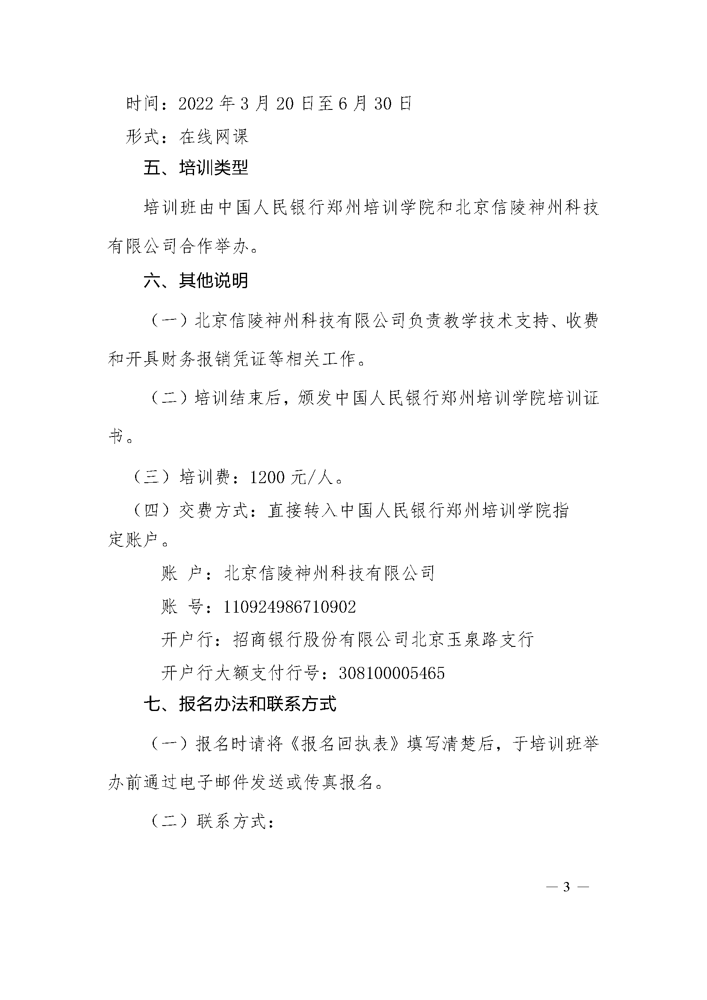 时间：2022 年 3 月 20 日至 6 月 30 日
形式：在线网课
五、培训类型
培训班由中国人民银行郑州培训学院和北京信陵神州科技
有限公司合作举办。
六、其他说明
（一）北京信陵神州科技有限公司负责教学技术支持、收费
和开具财务报销凭证等相关工作。
（二）培训结束后，颁发中国人民银行郑州培训学院培训证
书。
（三）培训费：1200 元/人。
（四）交费方式：直接转入中国人民银行郑州培训学院指
定账户。
账 户：北京信陵神州科技有限公司
账 号：110924986710902
开户行：招商银行股份有限公司北京玉泉路支行
开户行大额支付行号：308100005465
七、报名办法和联系方式
（一）报名时请将《报名回执表》填写清楚后，于培训班举
办前通过电子邮件发送或传真报名。
（二）联系方式：
— 3 —